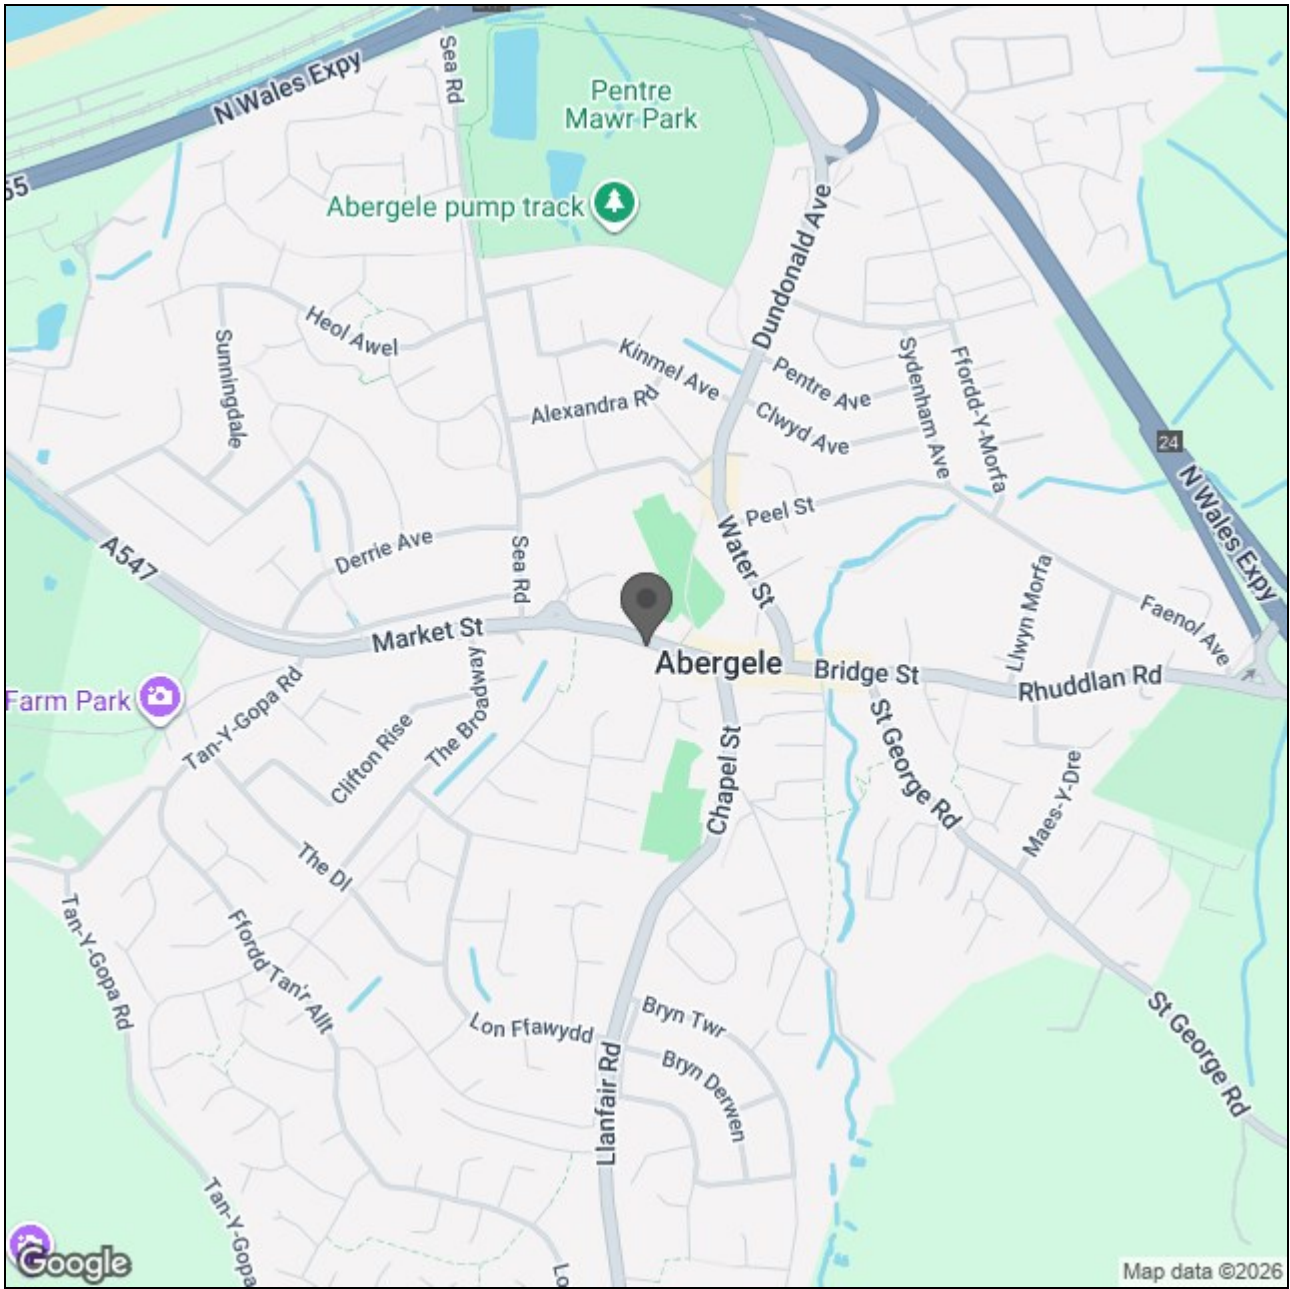 N Wales Expy
Sea Rd
Pentre
Mawr Park
55
Abergele pump track
Dundonald Ave
Heol Awel
Sunningdale
Kinmel Ave
Pentre Ave
Sydenham Ave
Ffordd-Y-Morfa
Alexandra Rd
Clwyd Ave
24
N Wales Expy
Peel St
A547
Derrie Ave
Sea Rd
Water St
Llwyn Morfa
Faenol Ave
Market St
Abergele
Bridge St
Rhuddlan Rd
Farm Park
Tan-Y-Gopa Rd
The Broadway
Clifton Rise
Chapel St
St George Rd
Maes-Y-Dre
The Dl
Tan-Y-Gopa Rd
Ffordd Tan'r Allt
Lon Ffawydd
Bryn Twr
Bryn Derwen
Llanfair Rd
St George Rd
Tan-Y-Gopa
Lo
Google
Map data ©2026